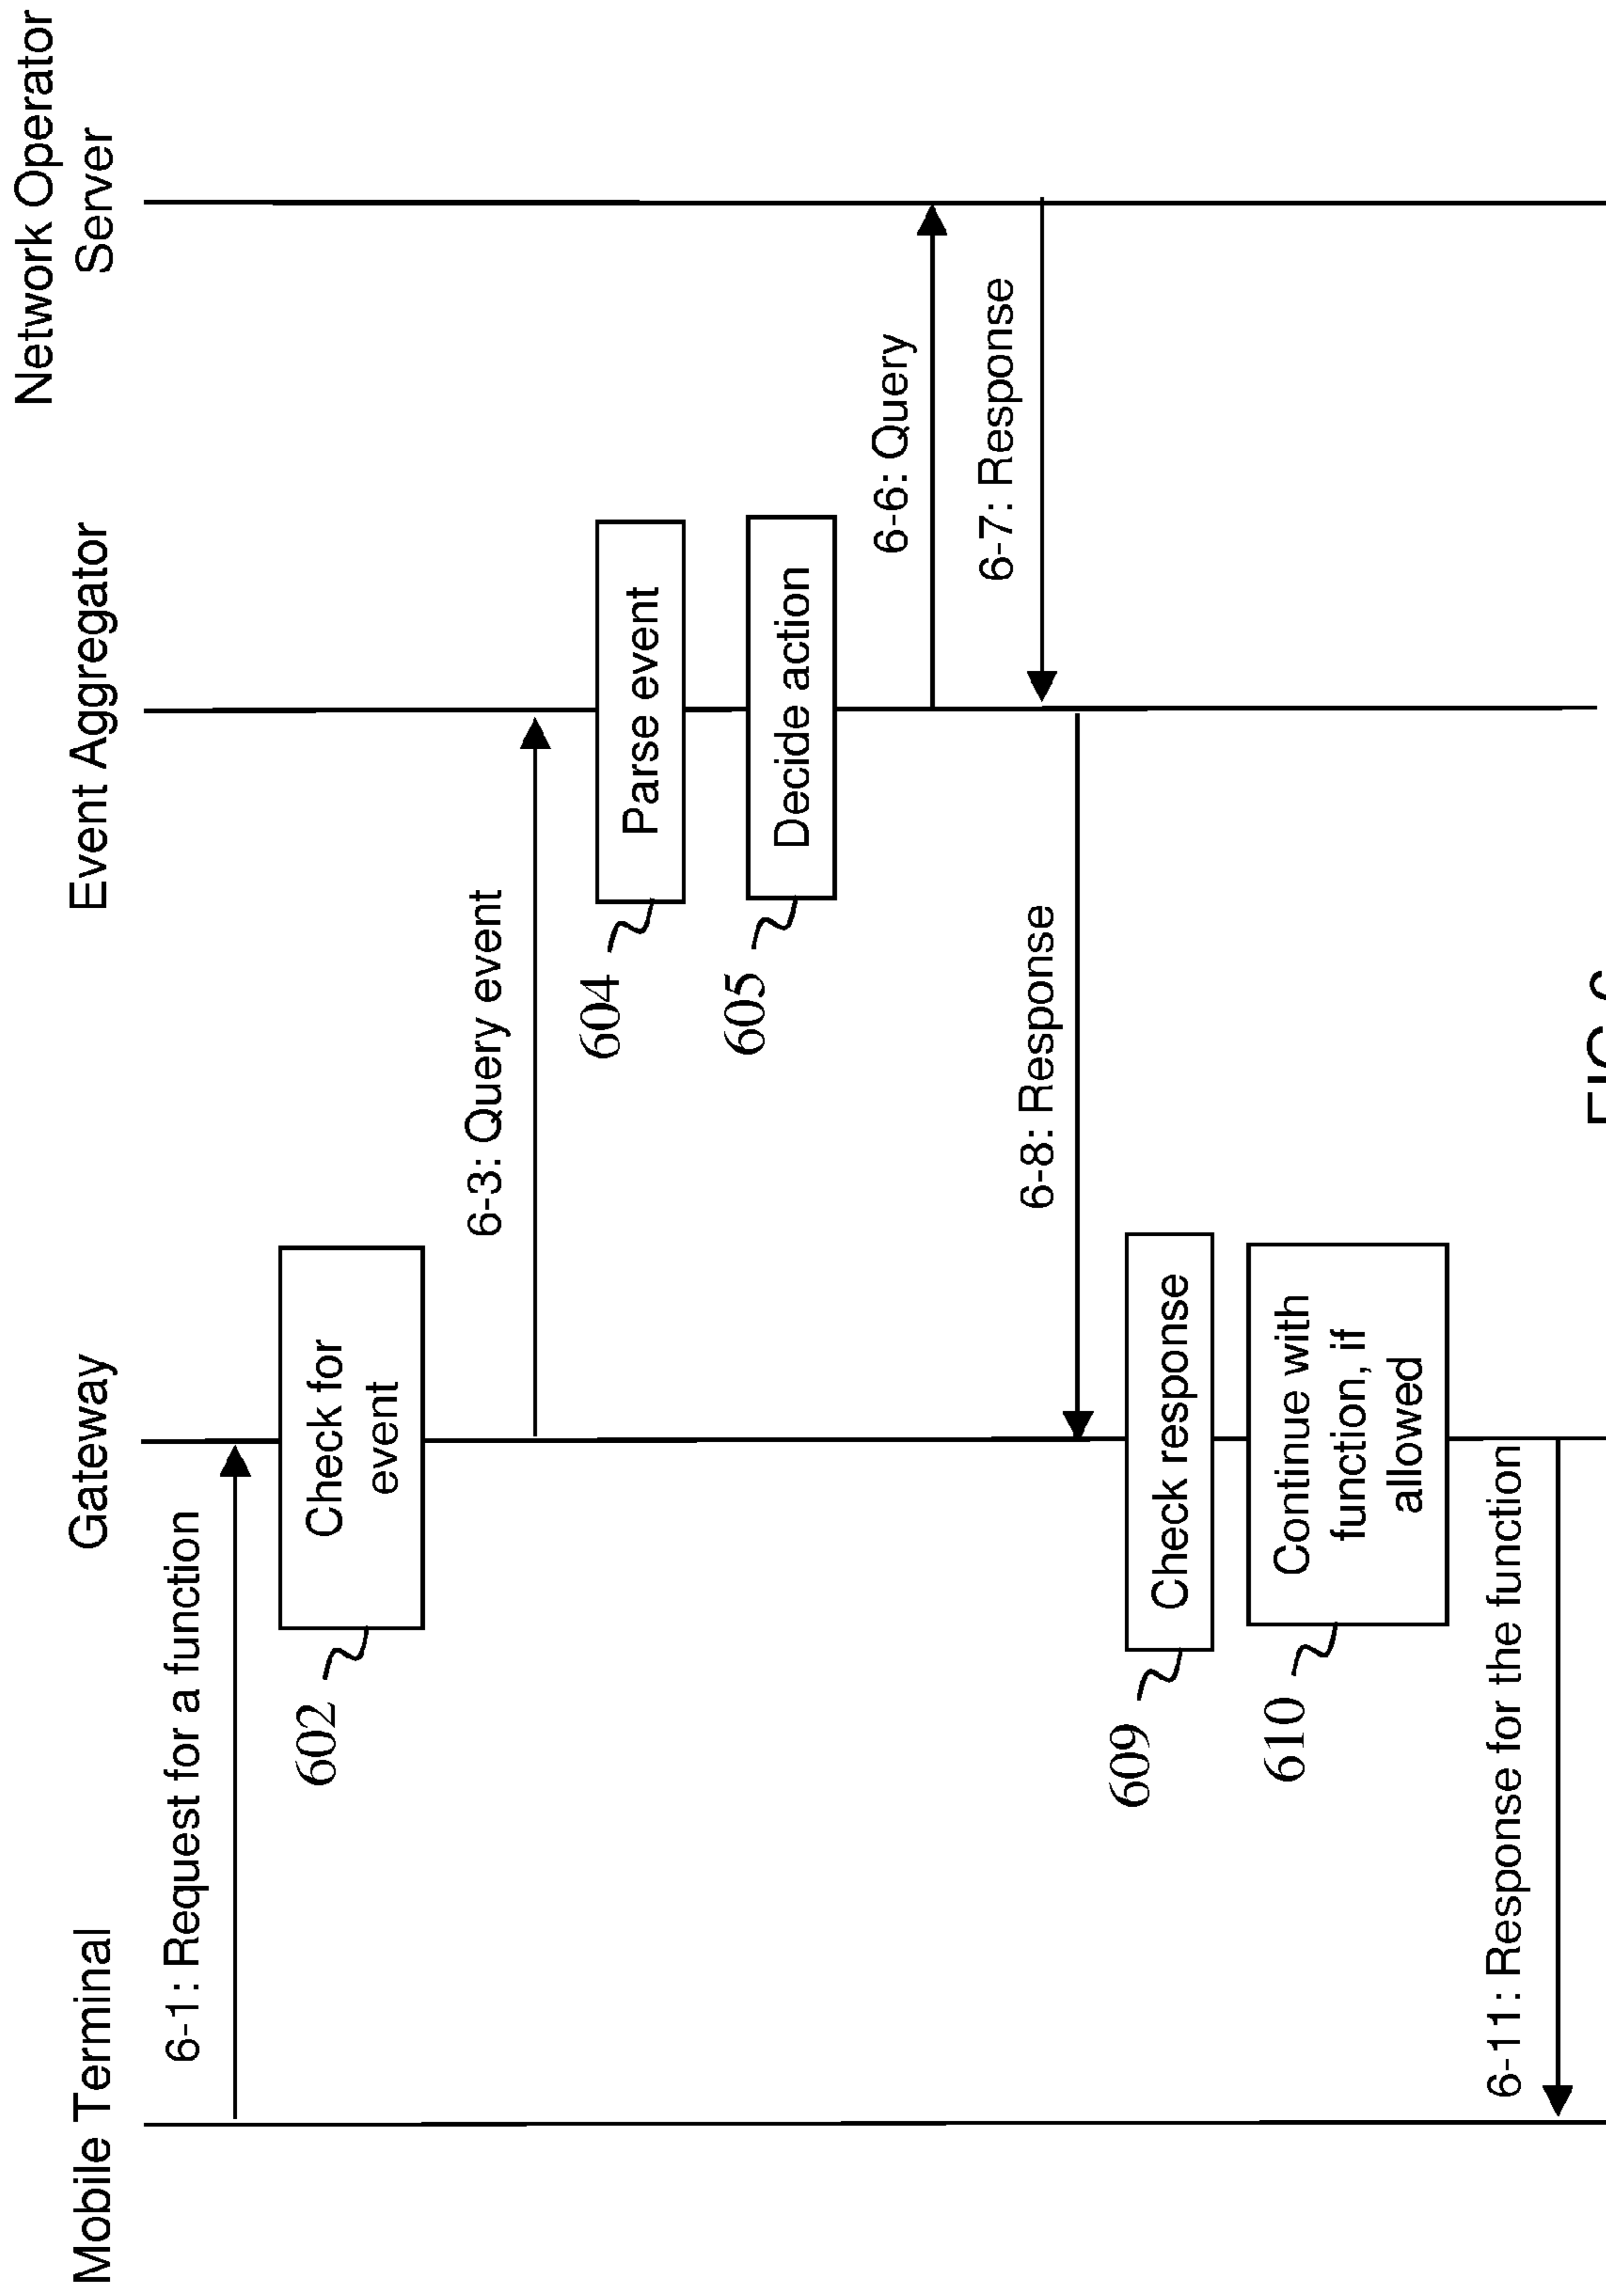 Mobile Terminal
Gateway
Event Aggregator
Network Operator
Server
6-1: Request for a function
602
Check for
event
6-3: Query event
604
Parse event
605
Decide action
6-6: Query
6-7: Response
6-8: Response
609
Check response
610
Continue with
function, if
allowed
6-11: Response for the function